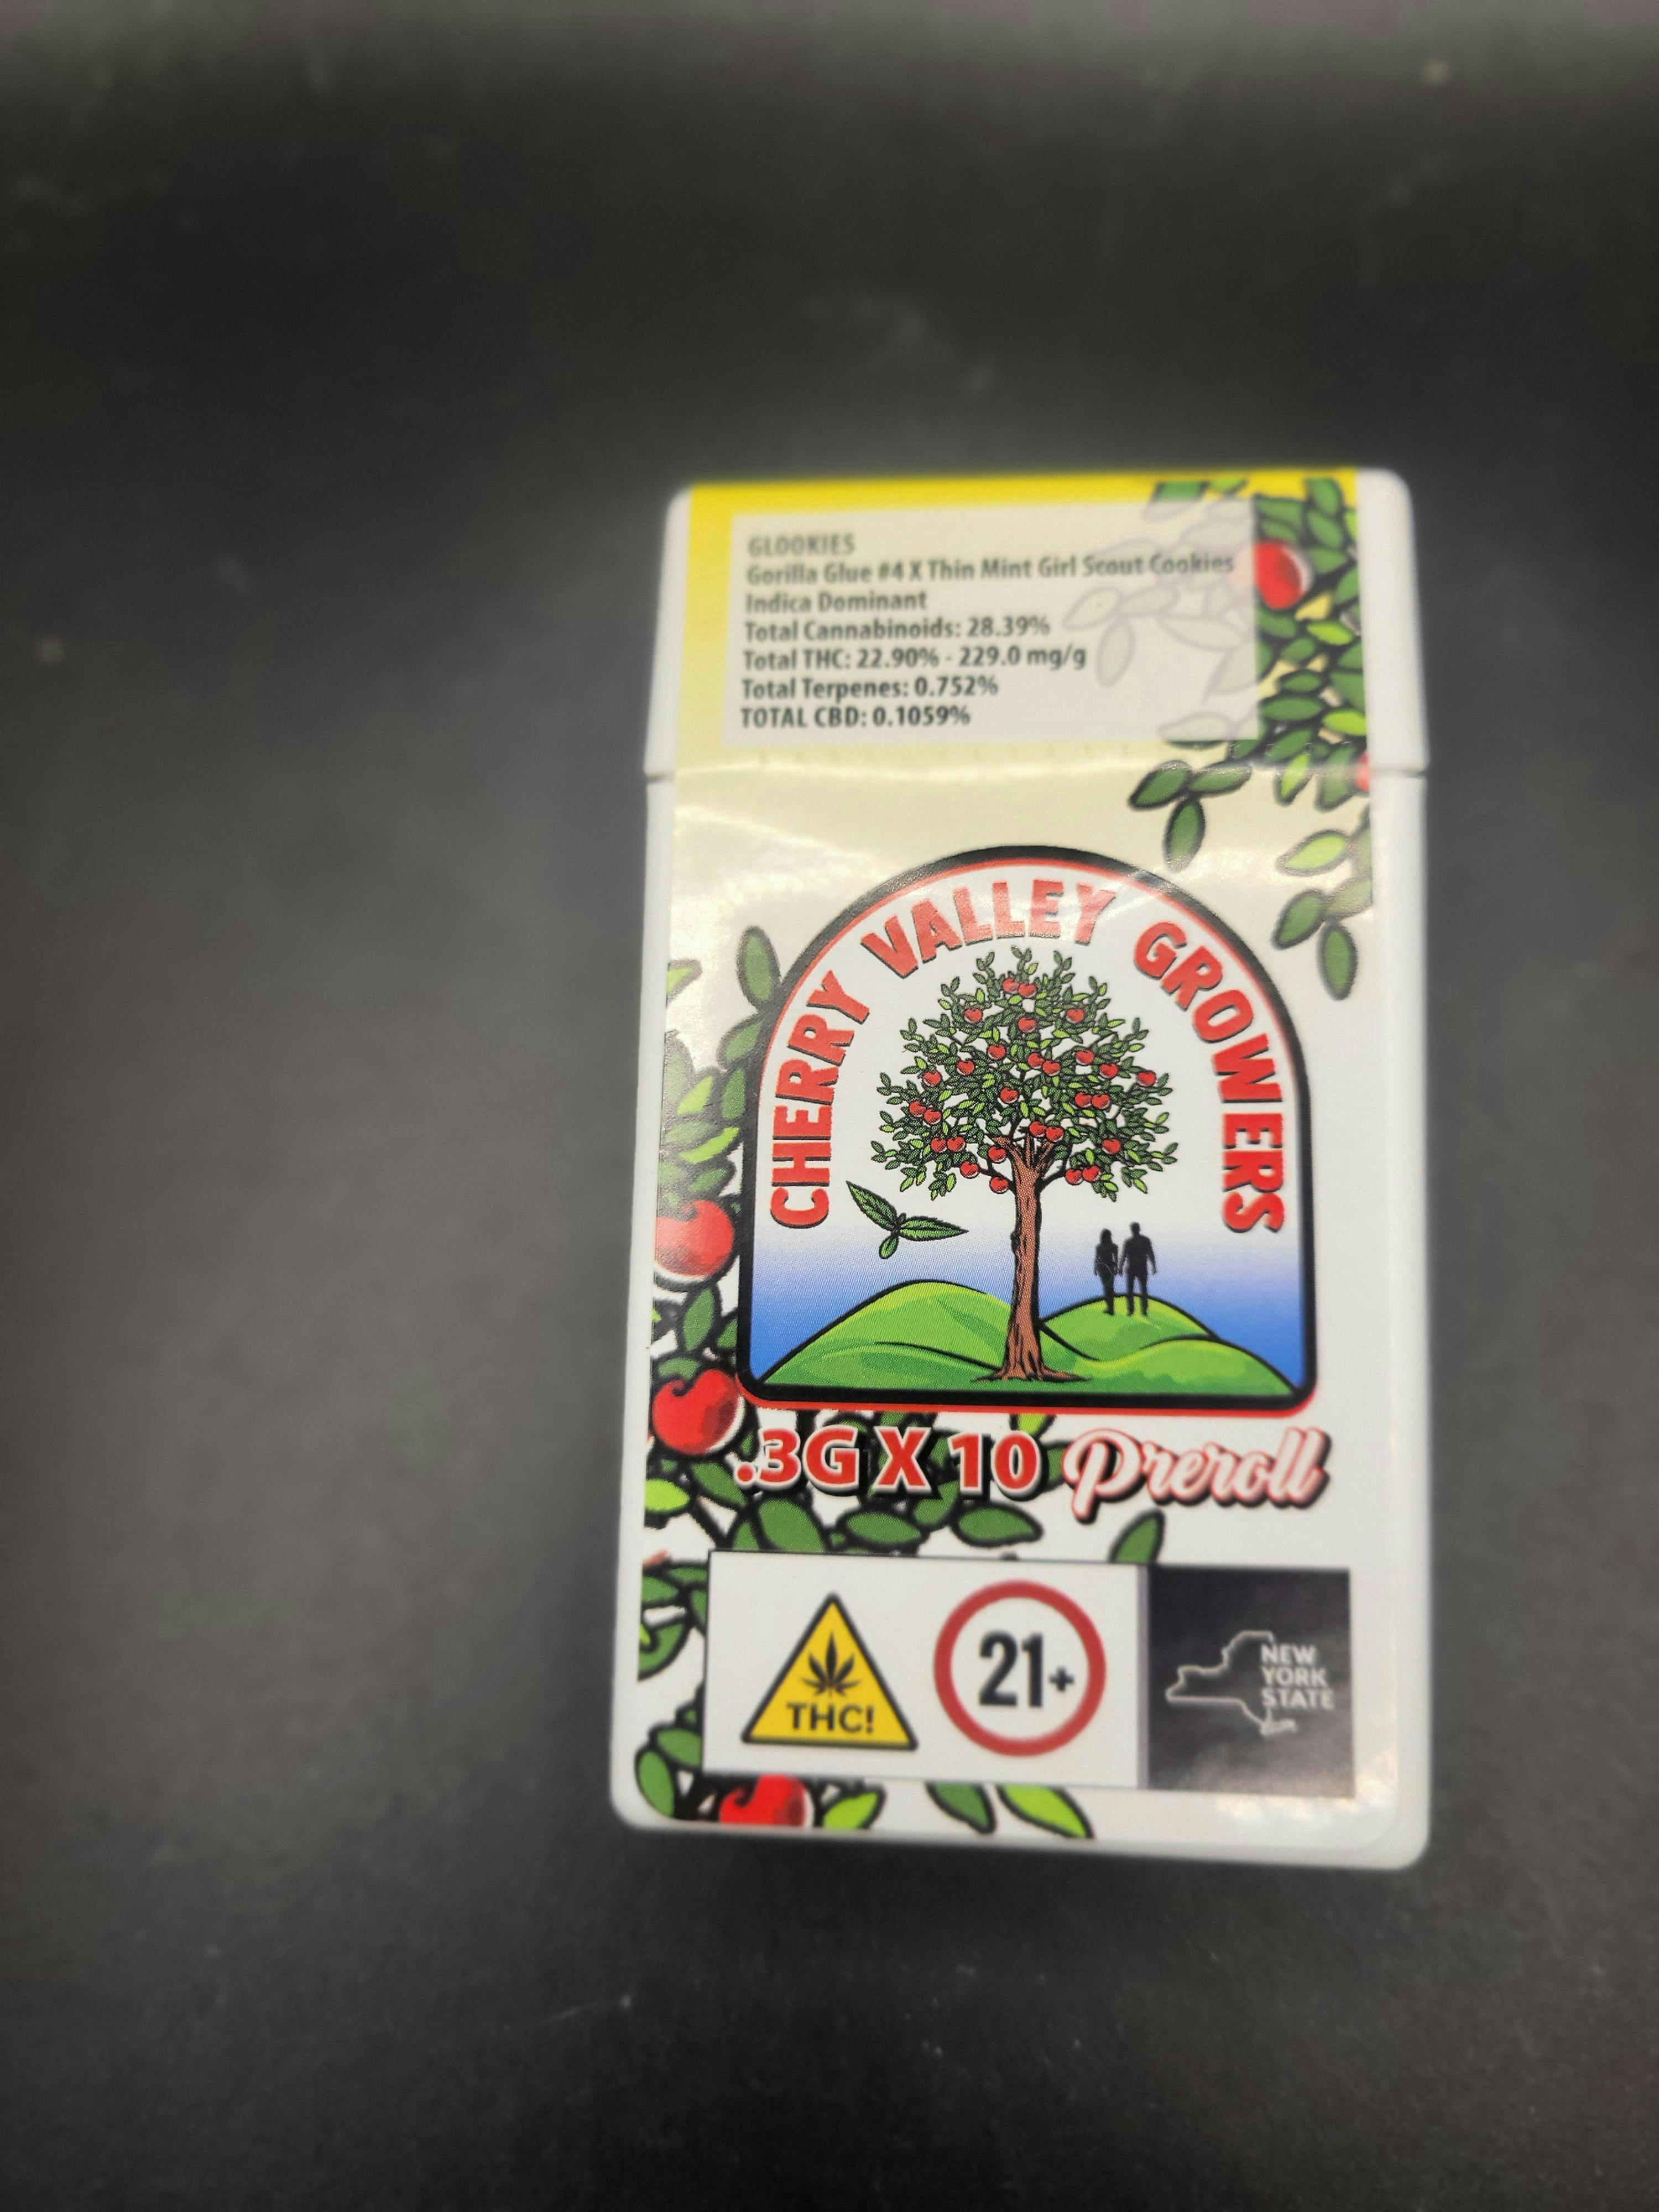 GLOOKIES
Gorilla Glue #4 X Thin Mint Girl Scout Cookies
Indica Dominant
Total Cannabinoids: 28.39%
Total THC: 22.90% - 229.0 mg/g
Total Terpenes: 0.752%
TOTAL CBD: 0.1059%
CHERRY VALLEY GROWERS
.3G X 10 Preroll
THC!
21+
NEW
YORK
STATE